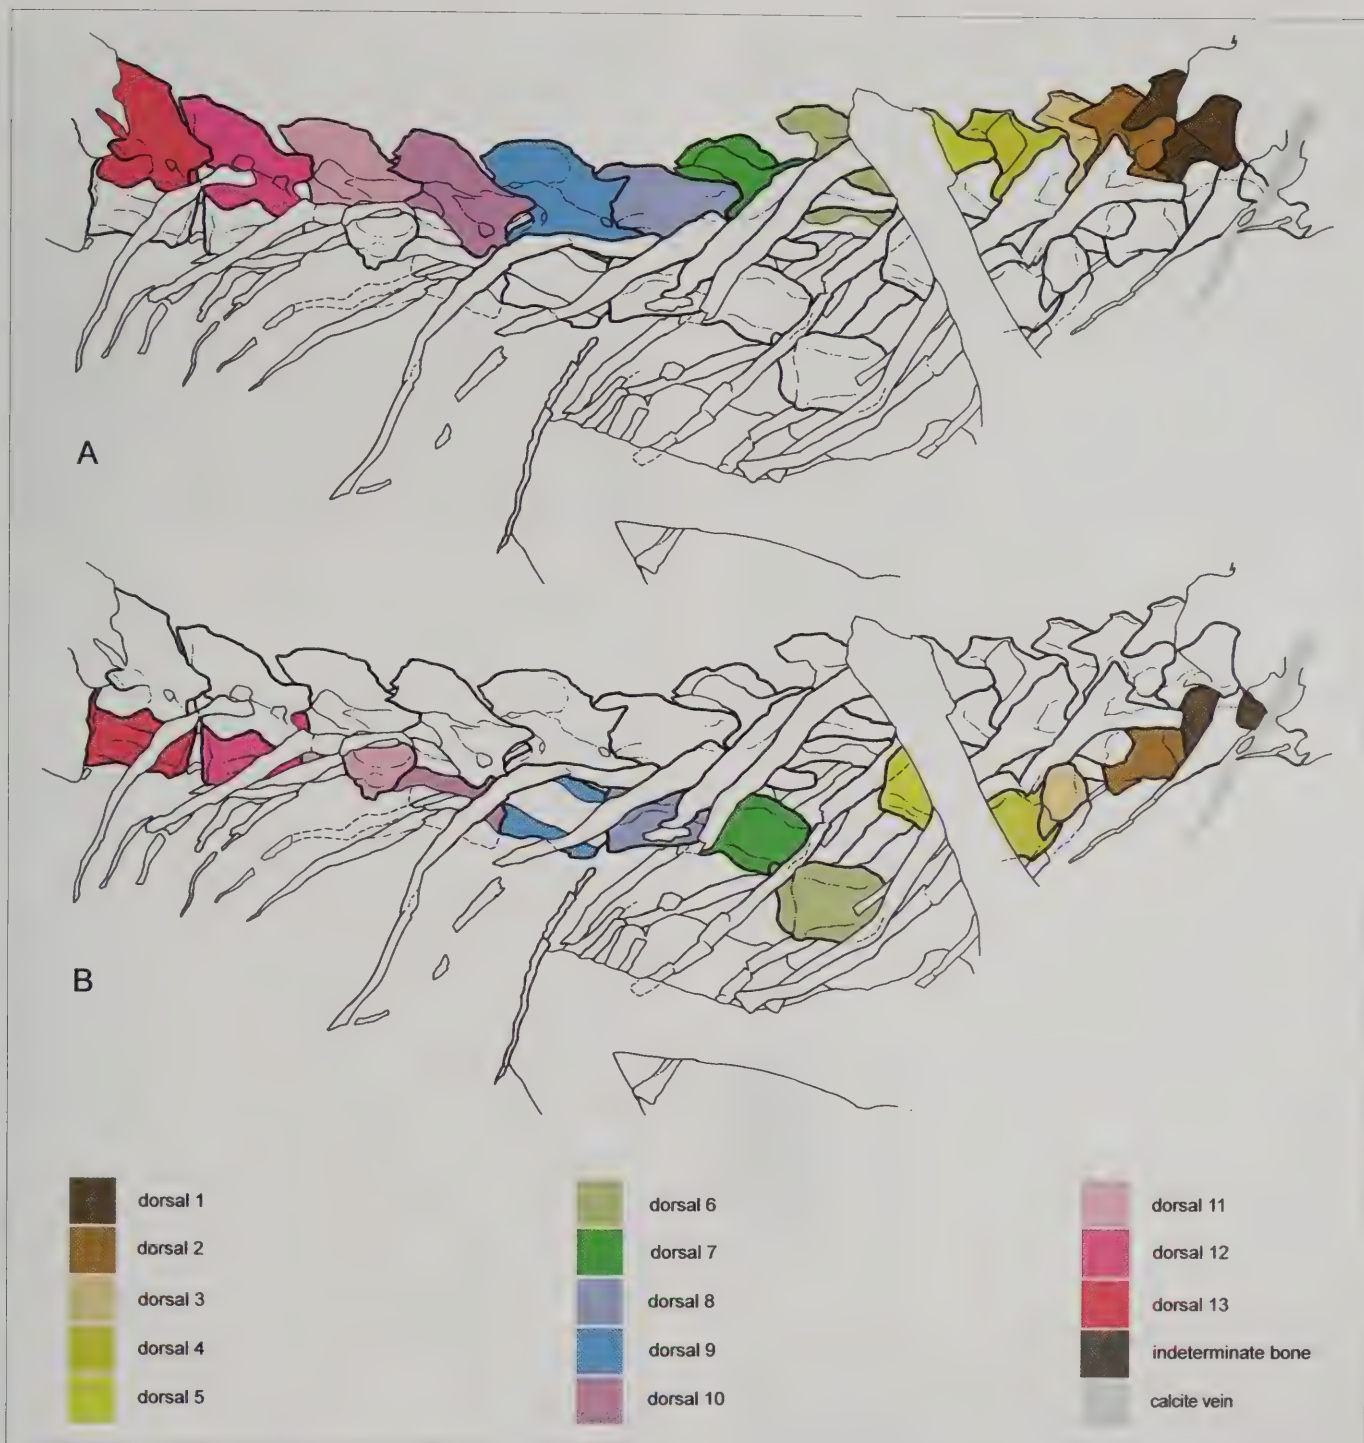 A
B
dorsal 1
dorsal 2
dorsal 3
dorsal 4
dorsal 5
dorsal 6
dorsal 7
dorsal 8
dorsal 9
dorsal 10
dorsal 11
dorsal 12
dorsal 13
indeterminate bone
calcite vein